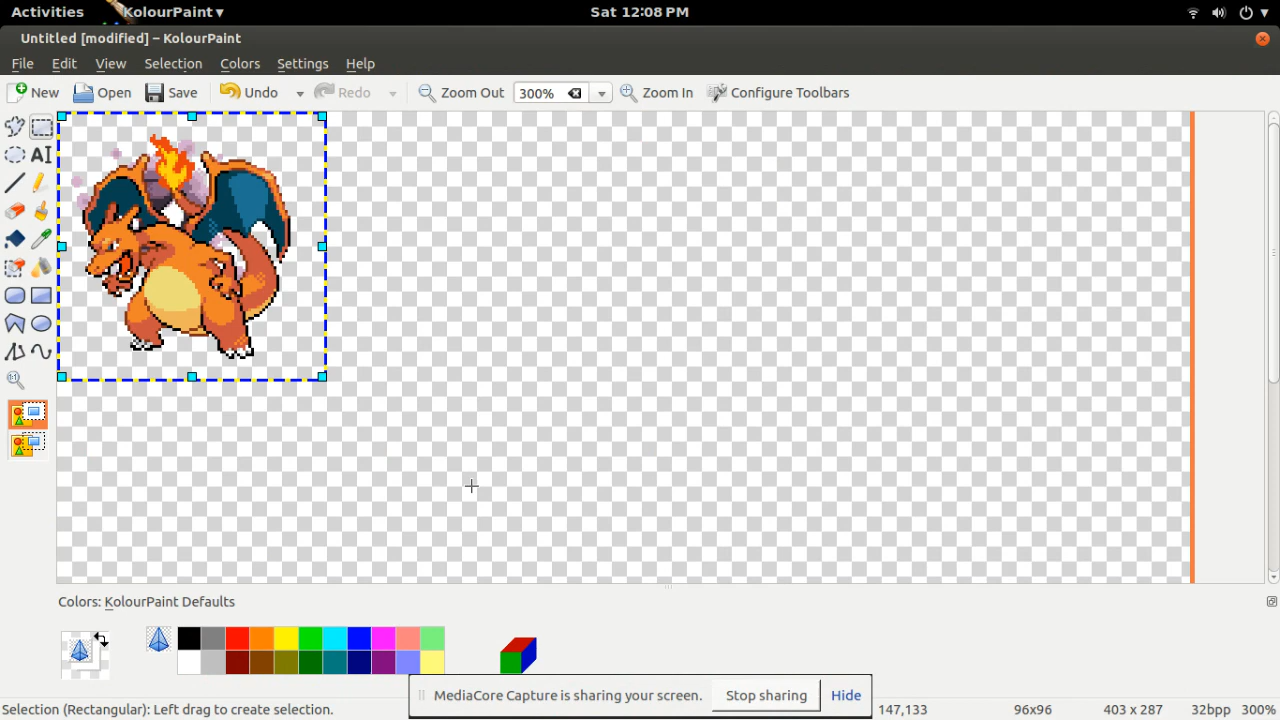 Activities KolourPaint Sat 12:08 PM
Untitled [modified] – KolourPaint
File Edit View Selection Colors Settings Help
New Open Save Undo Redo Zoom Out 300% Zoom In Configure Toolbars
Colors: KolourPaint Defaults
MediaCore Capture is sharing your screen. Stop sharing Hide
Selection (Rectangular): Left drag to create selection. 147,133 96x96 403 x 287 32bpp 300%